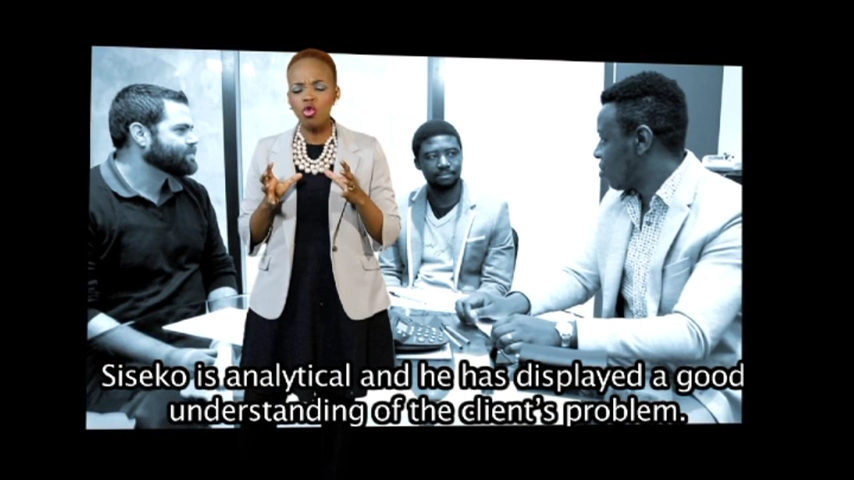 Siseko is analytical and he has displayed a good
understanding of the client's problem.